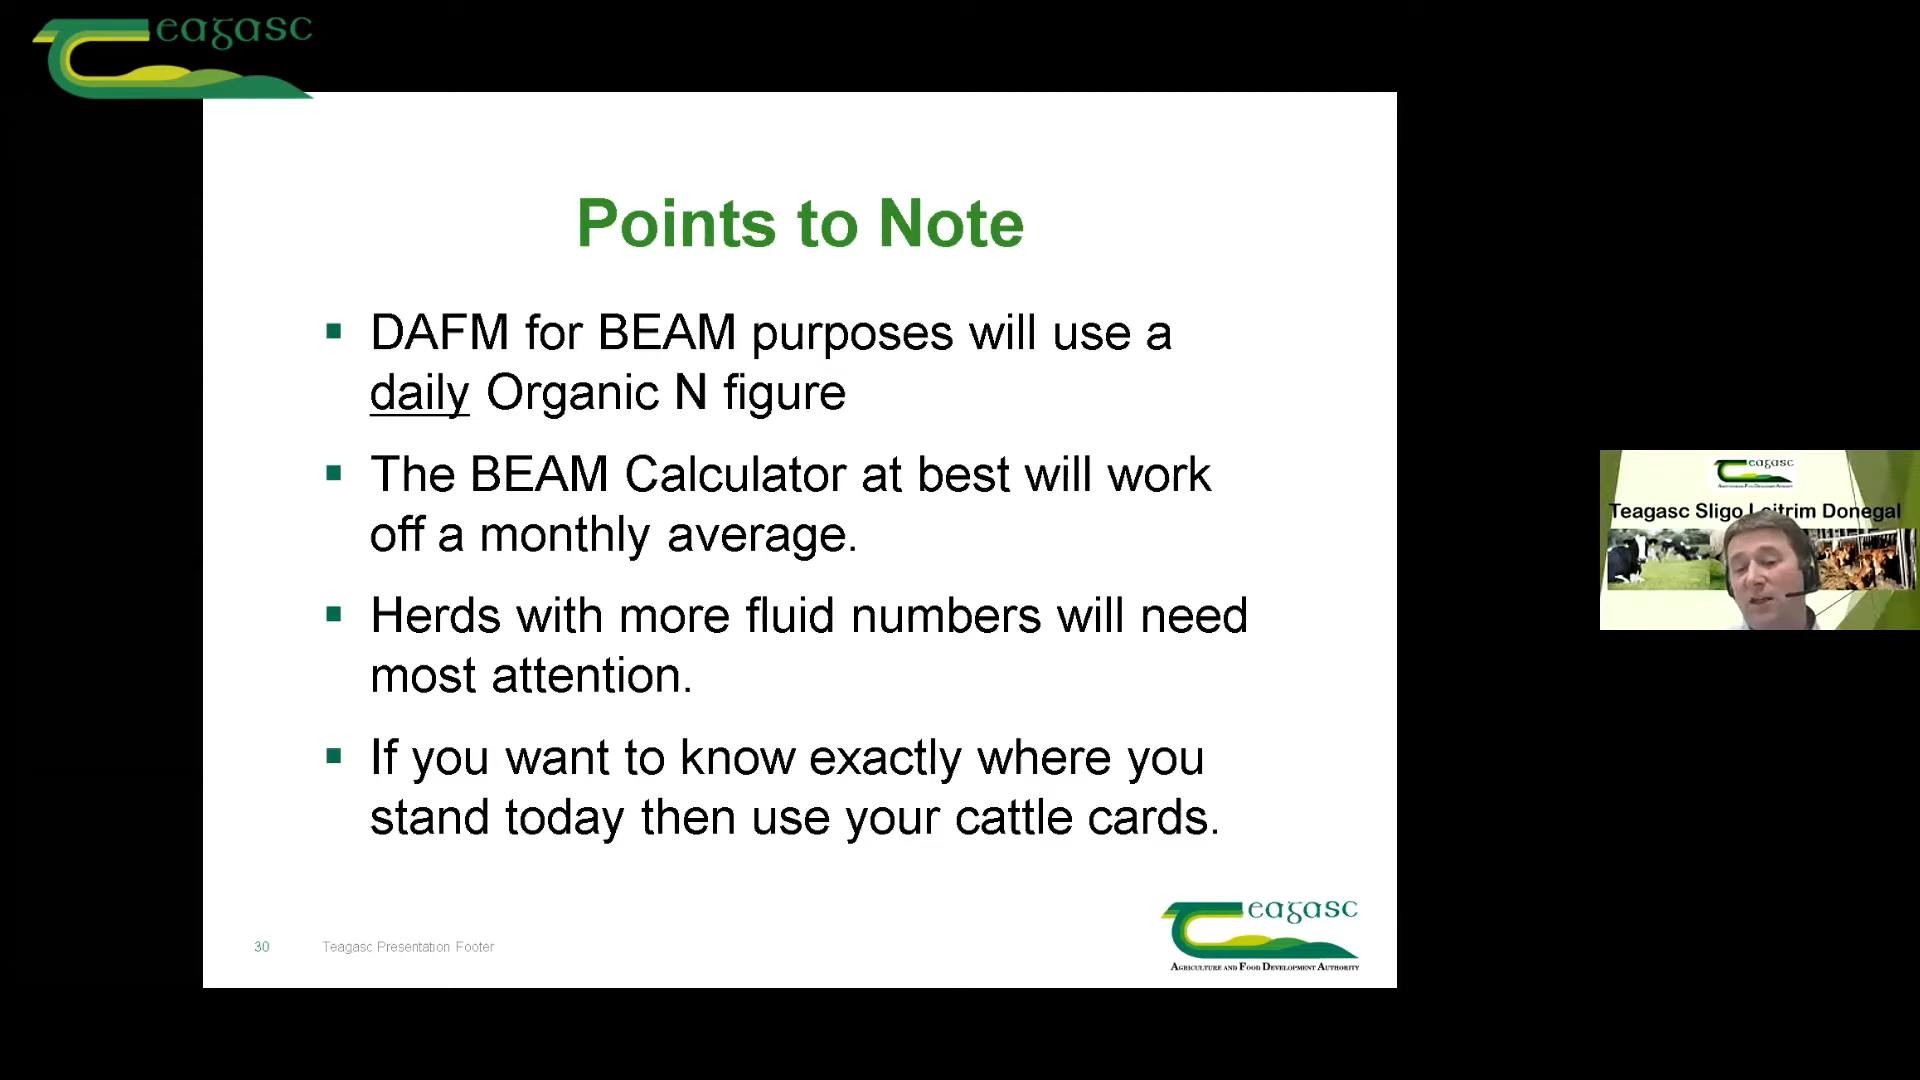 eagasc
Points to Note
DAFM for BEAM purposes will use a
daily Organic N figure
The BEAM Calculator at best will work
off a monthly average.
Herds with more fluid numbers will need
most attention.
If you want to know exactly where you
stand today then use your cattle cards.
30 Teagasc Presentation Footer
eagasc
AGRICULTURE AND FOOD DEVELOPMENT AUTHORITY
eagasc
Teagasc Sligo Leitrim Donegal